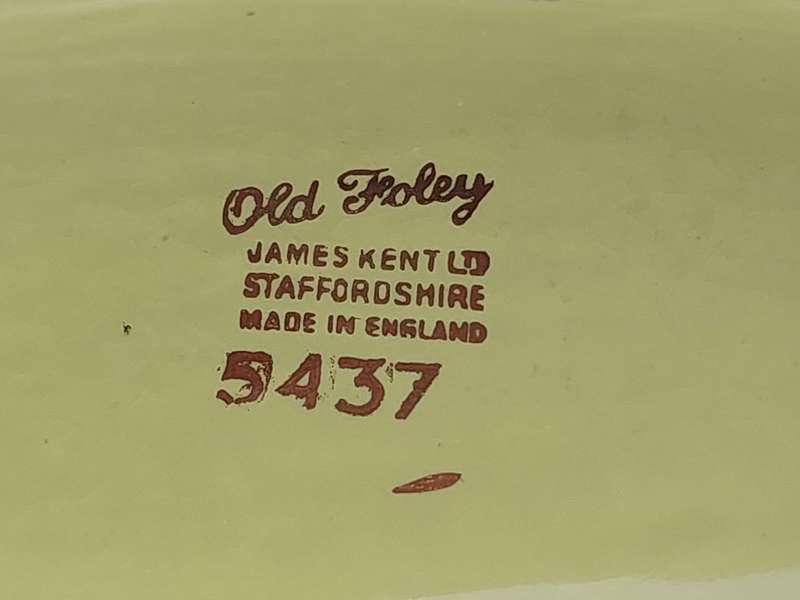 Old Foley
JAMES KENT LTD
STAFFORDSHIRE
MADE IN ENGLAND
5437